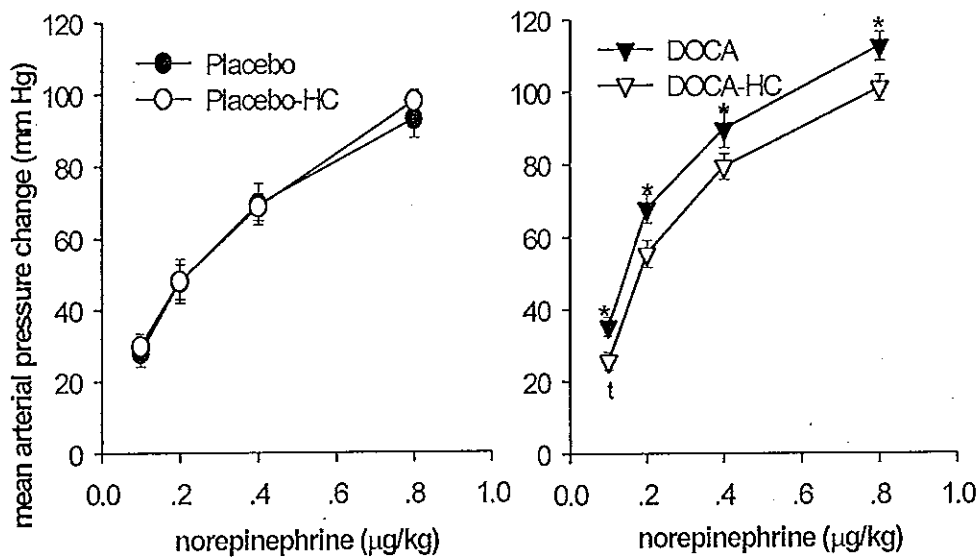 mean arterial pressure change (mm Hg)
120
100
80
60
40
20
0
Placebo
Placebo-HC
0.0 .2 .4 .6 .8 1.0
norepinephrine (µg/kg)
120
100
80
60
40
20
0
DOCA
DOCA-HC
*
*
*
*
t
0.0 .2 .4 .6 .8 1.0
norepinephrine (µg/kg)